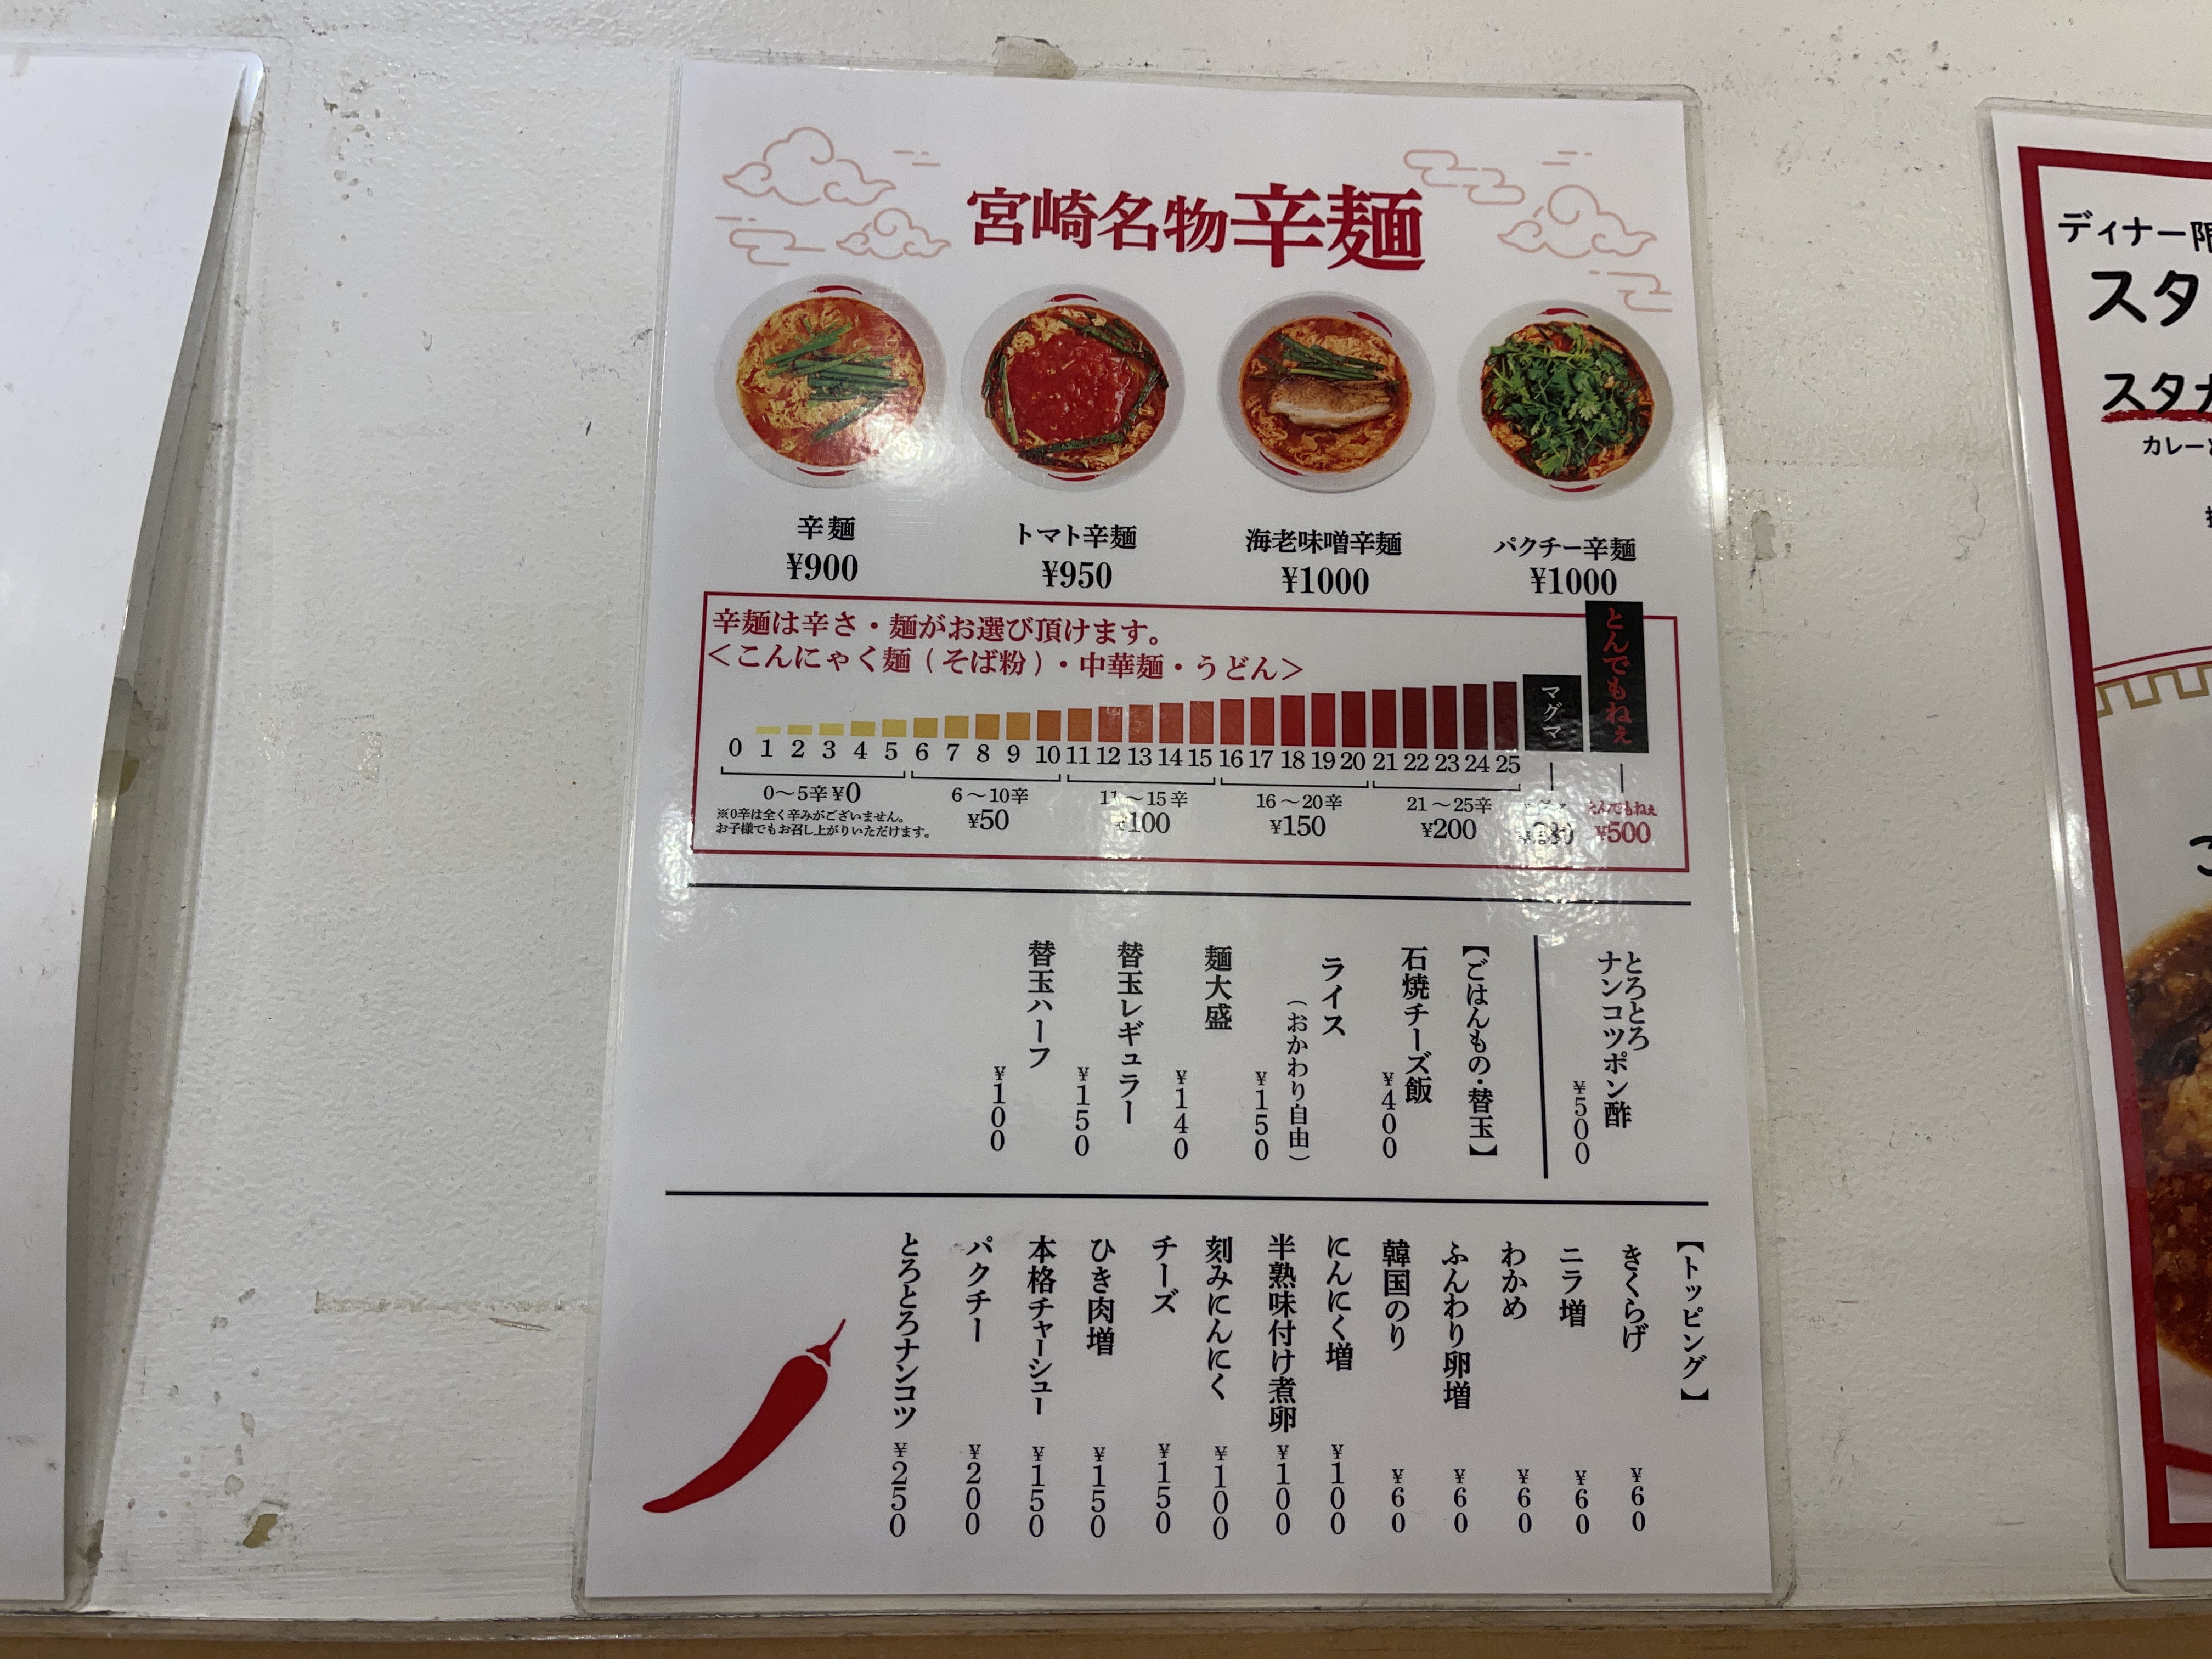 宮崎名物辛麺
辛麺
¥900
トマト辛麺
¥950
海老味噌辛麺
¥1000
パクチー辛麺
¥1000
辛麺は辛さ・麺がお選び頂けます。
<こんにゃく麺(そば粉)・中華麺・うどん>
0 1 2 3 4 5 6 7 8 9 10 11 12 13 14 15 16 17 18 19 20 21 22 23 24 25
マグマ
とんでもねぇ
0〜5辛 ¥0
※0辛は全く辛みがございません。
お子様でもお召し上がりいただけます。
6〜10辛
¥50
11〜15辛
¥100
16〜20辛
¥150
21〜25辛
¥200
とんでもねぇ
¥500
とろとろ
ナンコツポン酢
¥500
【ごはんもの・替玉】
石焼チーズ飯
¥400
ライス
(おかわり自由)
¥150
麺大盛
¥140
替玉レギュラー
¥150
替玉ハーフ
¥100
【トッピング】
きくらげ ¥60
ニラ増 ¥60
わかめ ¥60
ふんわり卵増 ¥60
韓国のり ¥60
にんにく増 ¥100
半熟味付け煮卵 ¥100
刻みにんにく ¥100
チーズ ¥150
ひき肉増 ¥150
本格チャーシュー ¥150
パクチー ¥200
とろとろナンコツ ¥250
ディナー
スタ
スタ
カレー